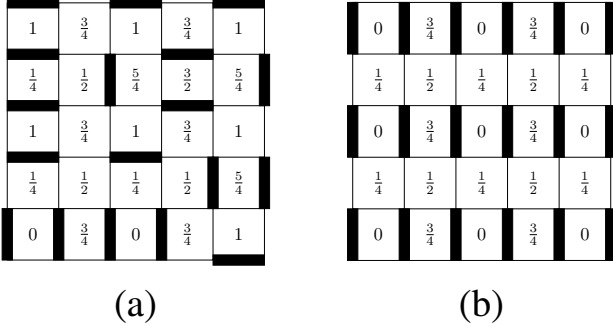 1 3/4 1 3/4 1 0 3/4 0 3/4 0
1/4 1/2 5/4 3/2 5/4 1/4 1/2 1/4 1/2 1/4
1 3/4 1 3/4 1 0 3/4 0 3/4 0
1/4 1/2 1/4 1/2 5/4 1/4 1/2 1/4 1/2 1/4
0 3/4 0 3/4 1 0 3/4 0 3/4 0
(a) (b)